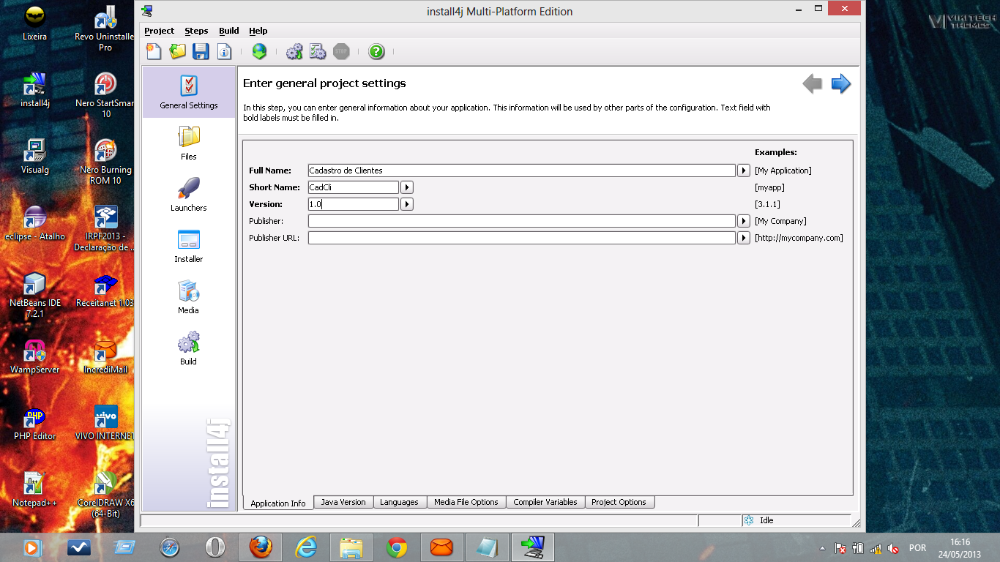 Lixeira
Revo Uninstalle
Pro
install4j
Nero StartSmar
10
Visualg
Nero Burning
ROM 10
eclipse - Atalho
IRPF2013 -
Declaração de ...
NetBeans IDE
7.2.1
Receitanet 1.03
WampServer
IncrediMail
PHP
PHP Editor
vivo
VIVO INTERNET
Notepad++
CorelDRAW X6
(64-Bit)
install4j Multi-Platform Edition
Project Steps Build Help
STOP
General Settings
Files
Launchers
Installer
Media
Build
install4j
Enter general project settings
In this step, you can enter general information about your application. This information will be used by other parts of the configuration. Text field with
bold labels must be filled in.
Examples:
Full Name: Cadastro de Clientes [My Application]
Short Name: CadCli [myapp]
Version: 1.0 [3.1.1]
Publisher: [My Company]
Publisher URL: [http://mycompany.com]
Application Info Java Version Languages Media File Options Compiler Variables Project Options
Idle
VIKITECH
THEMES
POR
16:16
24/05/2013